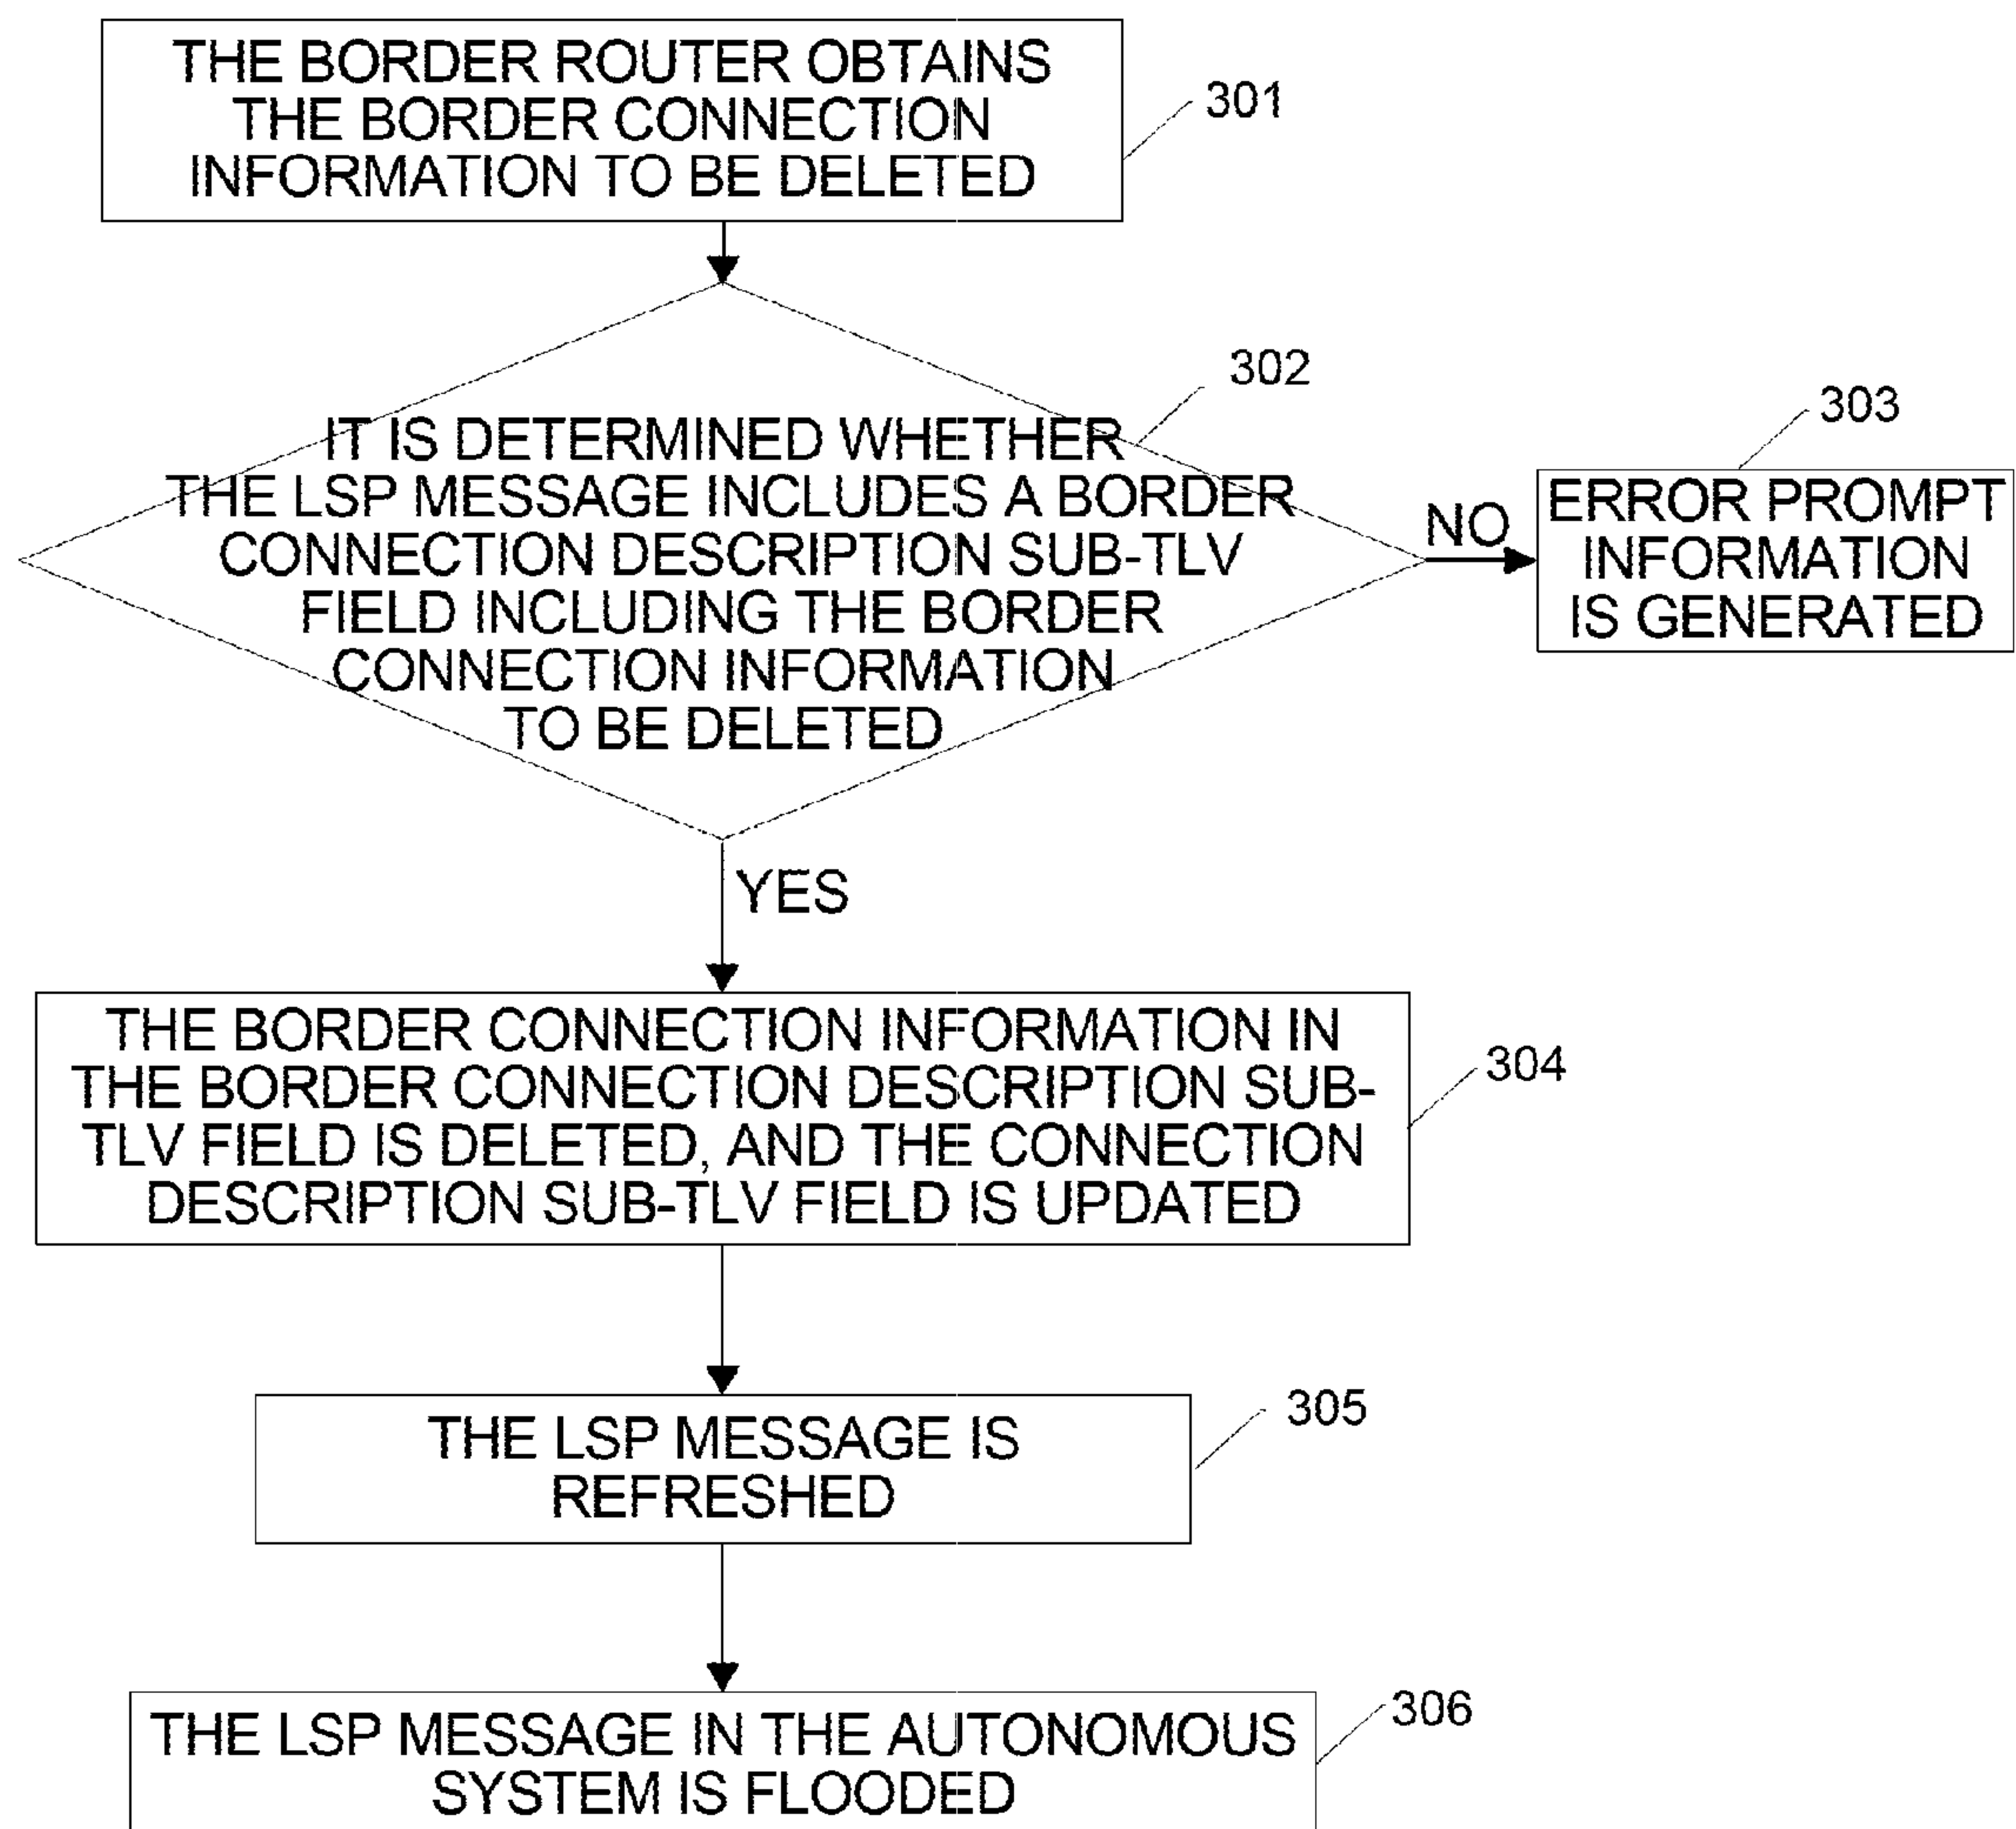 THE BORDER ROUTER OBTAINS
THE BORDER CONNECTION
INFORMATION TO BE DELETED
301
302
IT IS DETERMINED WHETHER
THE LSP MESSAGE INCLUDES A BORDER
CONNECTION DESCRIPTION SUB-TLV
FIELD INCLUDING THE BORDER
CONNECTION INFORMATION
TO BE DELETED
NO
303
ERROR PROMPT
INFORMATION
IS GENERATED
YES
THE BORDER CONNECTION INFORMATION IN
THE BORDER CONNECTION DESCRIPTION SUB-
TLV FIELD IS DELETED, AND THE CONNECTION
DESCRIPTION SUB-TLV FIELD IS UPDATED
304
THE LSP MESSAGE IS
REFRESHED
305
THE LSP MESSAGE IN THE AUTONOMOUS
SYSTEM IS FLOODED
306